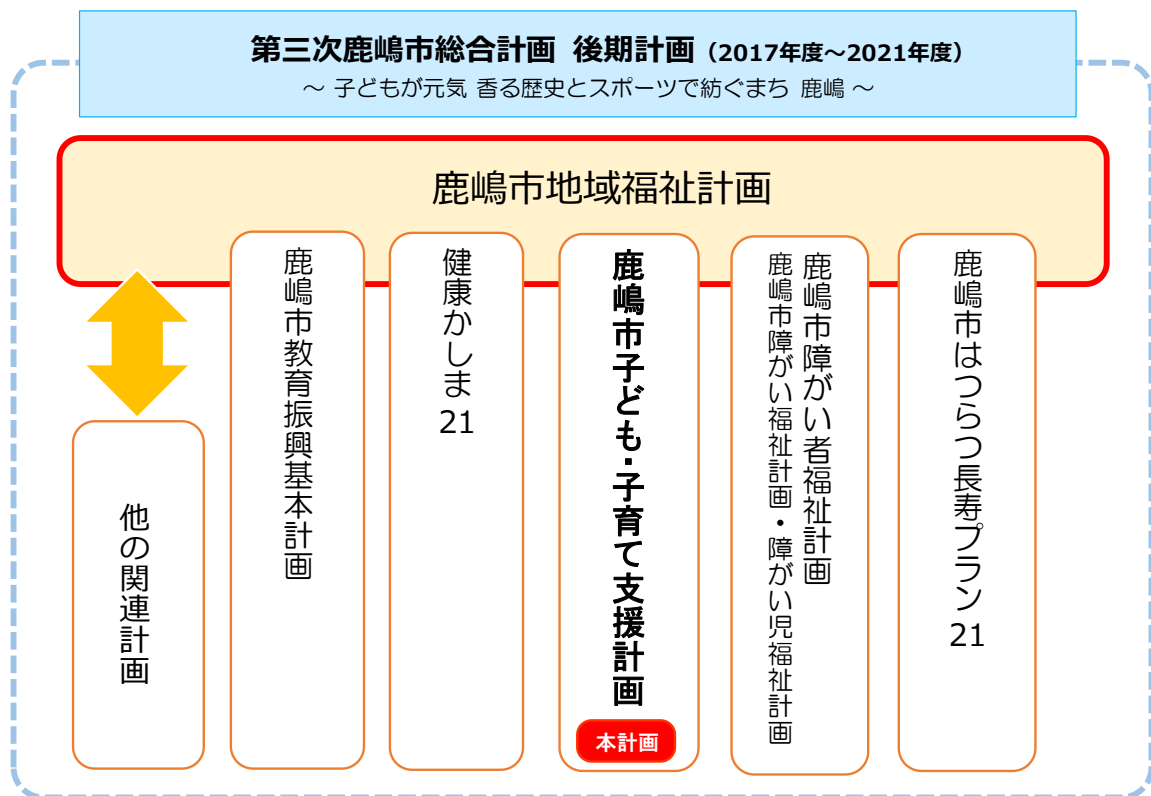 第三次鹿嶋市総合計画 後期計画（2017年度～2021年度）
～ 子どもが元気 香る歴史とスポーツで紡ぐまち 鹿嶋 ～
鹿嶋市地域福祉計画
他の関連計画
鹿嶋市教育振興基本計画
健康かしま21
鹿嶋市子ども・子育て支援計画
本計画
鹿嶋市障がい者福祉計画
鹿嶋市障がい福祉計画・障がい児福祉計画
鹿嶋市はつらつ長寿プラン21